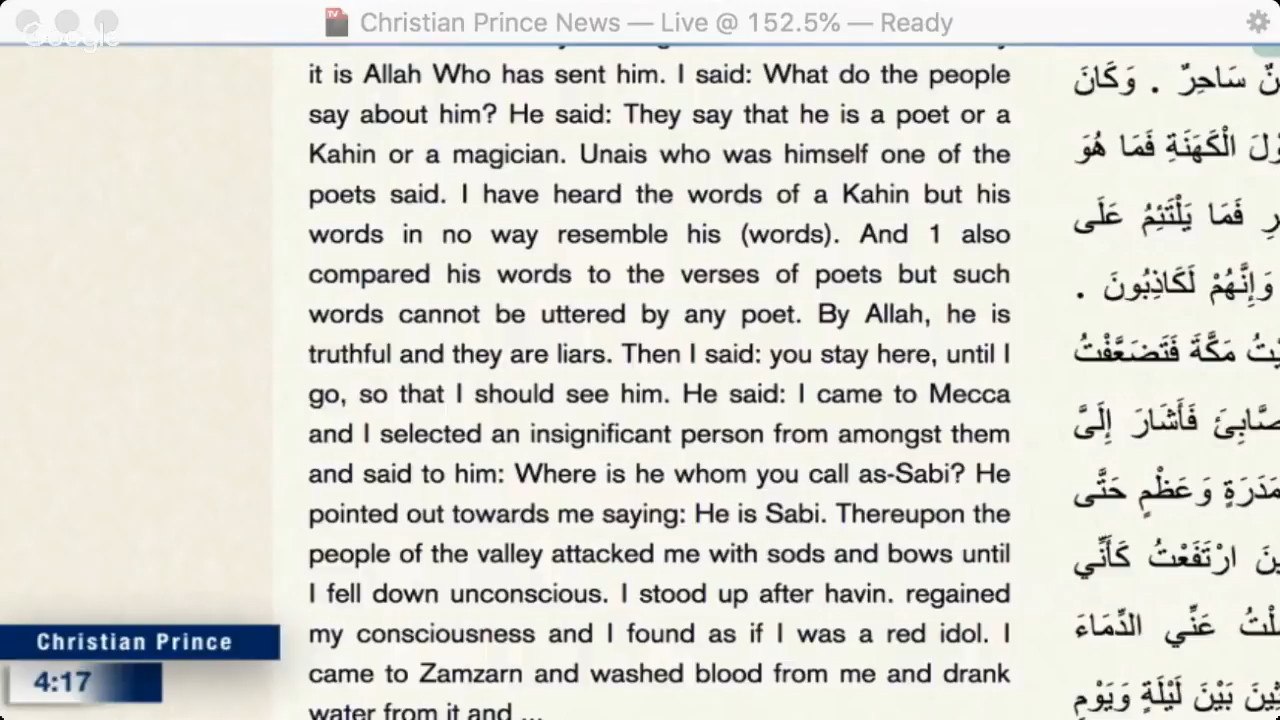 Christian Prince News — Live @ 152.5% — Ready
Google
it is Allah Who has sent him. I said: What do the people
say about him? He said: They say that he is a poet or a
Kahin or a magician. Unais who was himself one of the
poets said. I have heard the words of a Kahin but his
words in no way resemble his (words). And 1 also
compared his words to the verses of poets but such
words cannot be uttered by any poet. By Allah, he is
truthful and they are liars. Then I said: you stay here, until I
go, so that I should see him. He said: I came to Mecca
and I selected an insignificant person from amongst them
and said to him: Where is he whom you call as-Sabi? He
pointed out towards me saying: He is Sabi. Thereupon the
people of the valley attacked me with sods and bows until
I fell down unconscious. I stood up after havin. regained
my consciousness and I found as if I was a red idol. I
came to Zamzarn and washed blood from me and drank
water from it and ...
سَاحِرٌ . وَكَانَ
الْكَهَنَةِ فَمَا هُوَ
فَمَا يَلْتَئِمُ عَلَى
وَإِنَّهُمْ لَكَاذِبُونَ .
مَكَّةَ فَتَضَعَّفْتُ
فَأَشَارَ إِلَىَّ
وَعَظْمٍ حَتَّى
ارْتَفَعْتُ كَأَنِّي
عَنِّي الدِّمَاءَ
بَيْنَ لَيْلَةٍ وَيَوْمٍ
Christian Prince
4:17